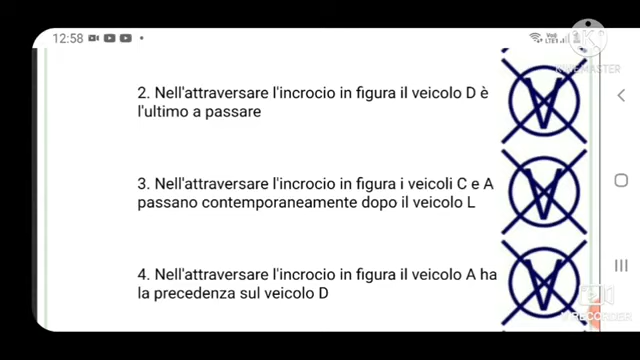 12:58
KINEMASTER
2. Nell'attraversare l'incrocio in figura il veicolo D è
l'ultimo a passare
V
3. Nell'attraversare l'incrocio in figura i veicoli C e A
passano contemporaneamente dopo il veicolo L
V
4. Nell'attraversare l'incrocio in figura il veicolo A ha
la precedenza sul veicolo D
V